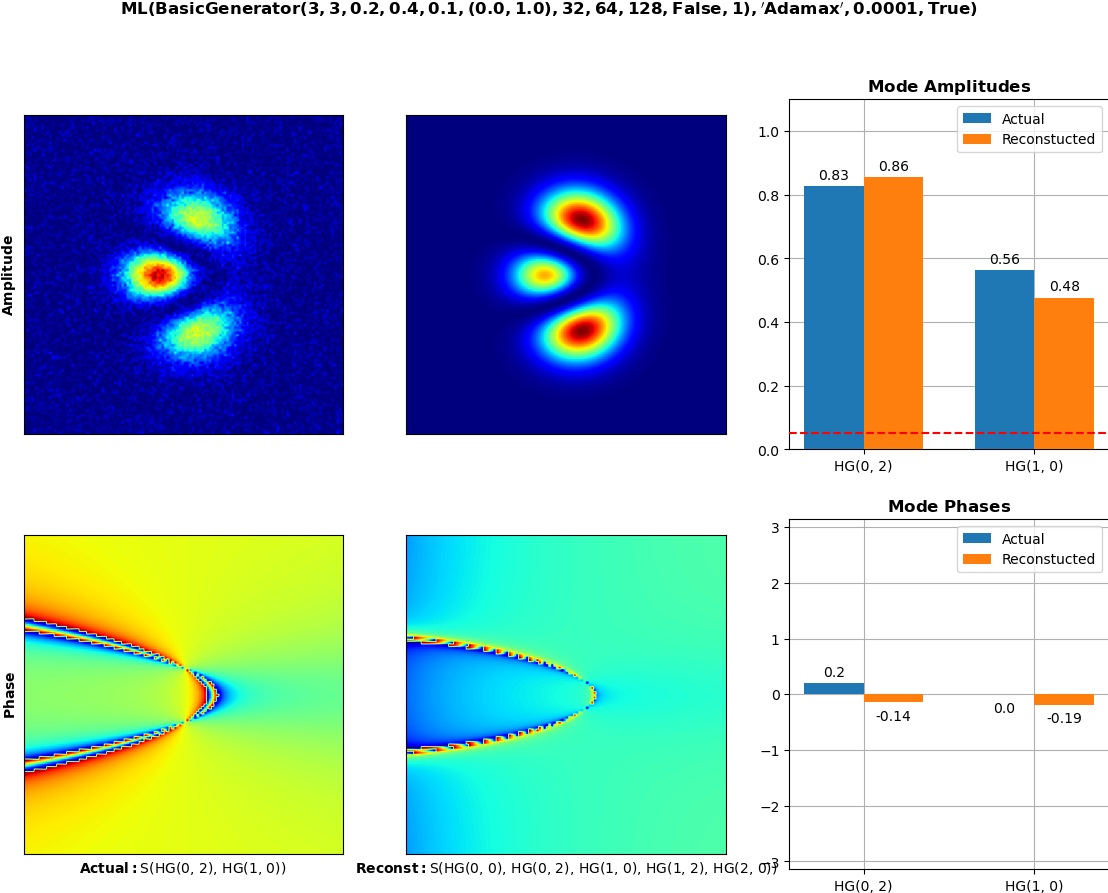 ML(BasicGenerator(3, 3, 0.2, 0.4, 0.1, (0.0, 1.0), 32, 64, 128, False, 1), ′Adamax′, 0.0001, True)
Amplitude
Mode Amplitudes
Actual
Reconstucted
1.0
0.8
0.6
0.4
0.2
0.0
0.83
0.86
0.56
0.48
HG(0, 2)
HG(1, 0)
Phase
Actual: S(HG(0, 2), HG(1, 0))
Reconst: S(HG(0, 0), HG(0, 2), HG(1, 0), HG(1, 2), HG(2, 0))
Mode Phases
Actual
Reconstucted
3
2
1
0
−1
−2
−3
0.2
-0.14
0.0
-0.19
HG(0, 2)
HG(1, 0)